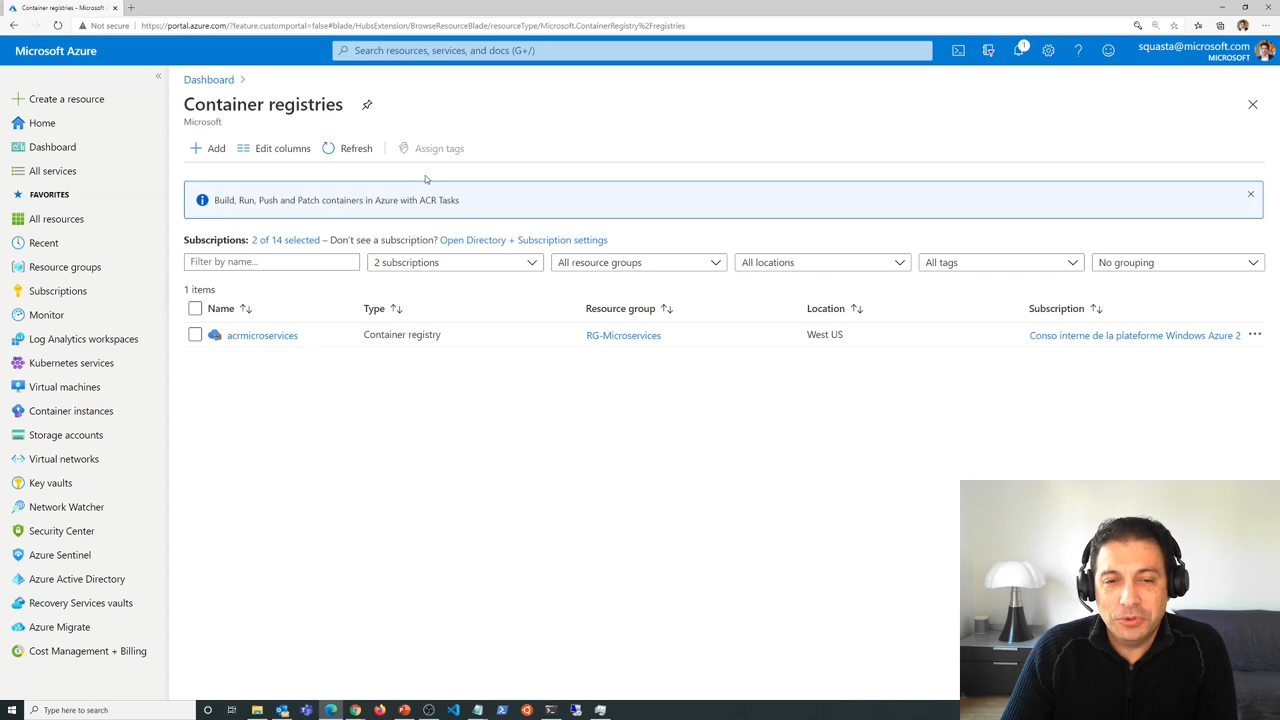 Container registries - Microsoft
Not secure
https://portal.azure.com/?feature.customportal=false#blade/HubsExtension/BrowseResourceBlade/resourceType/Microsoft.ContainerRegistry%2Fregistries
Microsoft Azure
Search resources, services, and docs (G+/)
1
squasta@microsoft.com
MICROSOFT
Create a resource
Home
Dashboard
All services
FAVORITES
All resources
Recent
Resource groups
Subscriptions
Monitor
Log Analytics workspaces
Kubernetes services
Virtual machines
Container instances
Storage accounts
Virtual networks
Key vaults
Network Watcher
Security Center
Azure Sentinel
Azure Active Directory
Recovery Services vaults
Azure Migrate
Cost Management + Billing
Dashboard
Container registries
Microsoft
Add Edit columns Refresh Assign tags
Build, Run, Push and Patch containers in Azure with ACR Tasks
Subscriptions: 2 of 14 selected – Don't see a subscription? Open Directory + Subscription settings
Filter by name... 2 subscriptions All resource groups All locations All tags No grouping
1 items
Name Type Resource group Location Subscription
acrmicroservices Container registry RG-Microservices West US Conso interne de la plateforme Windows Azure 2
Type here to search